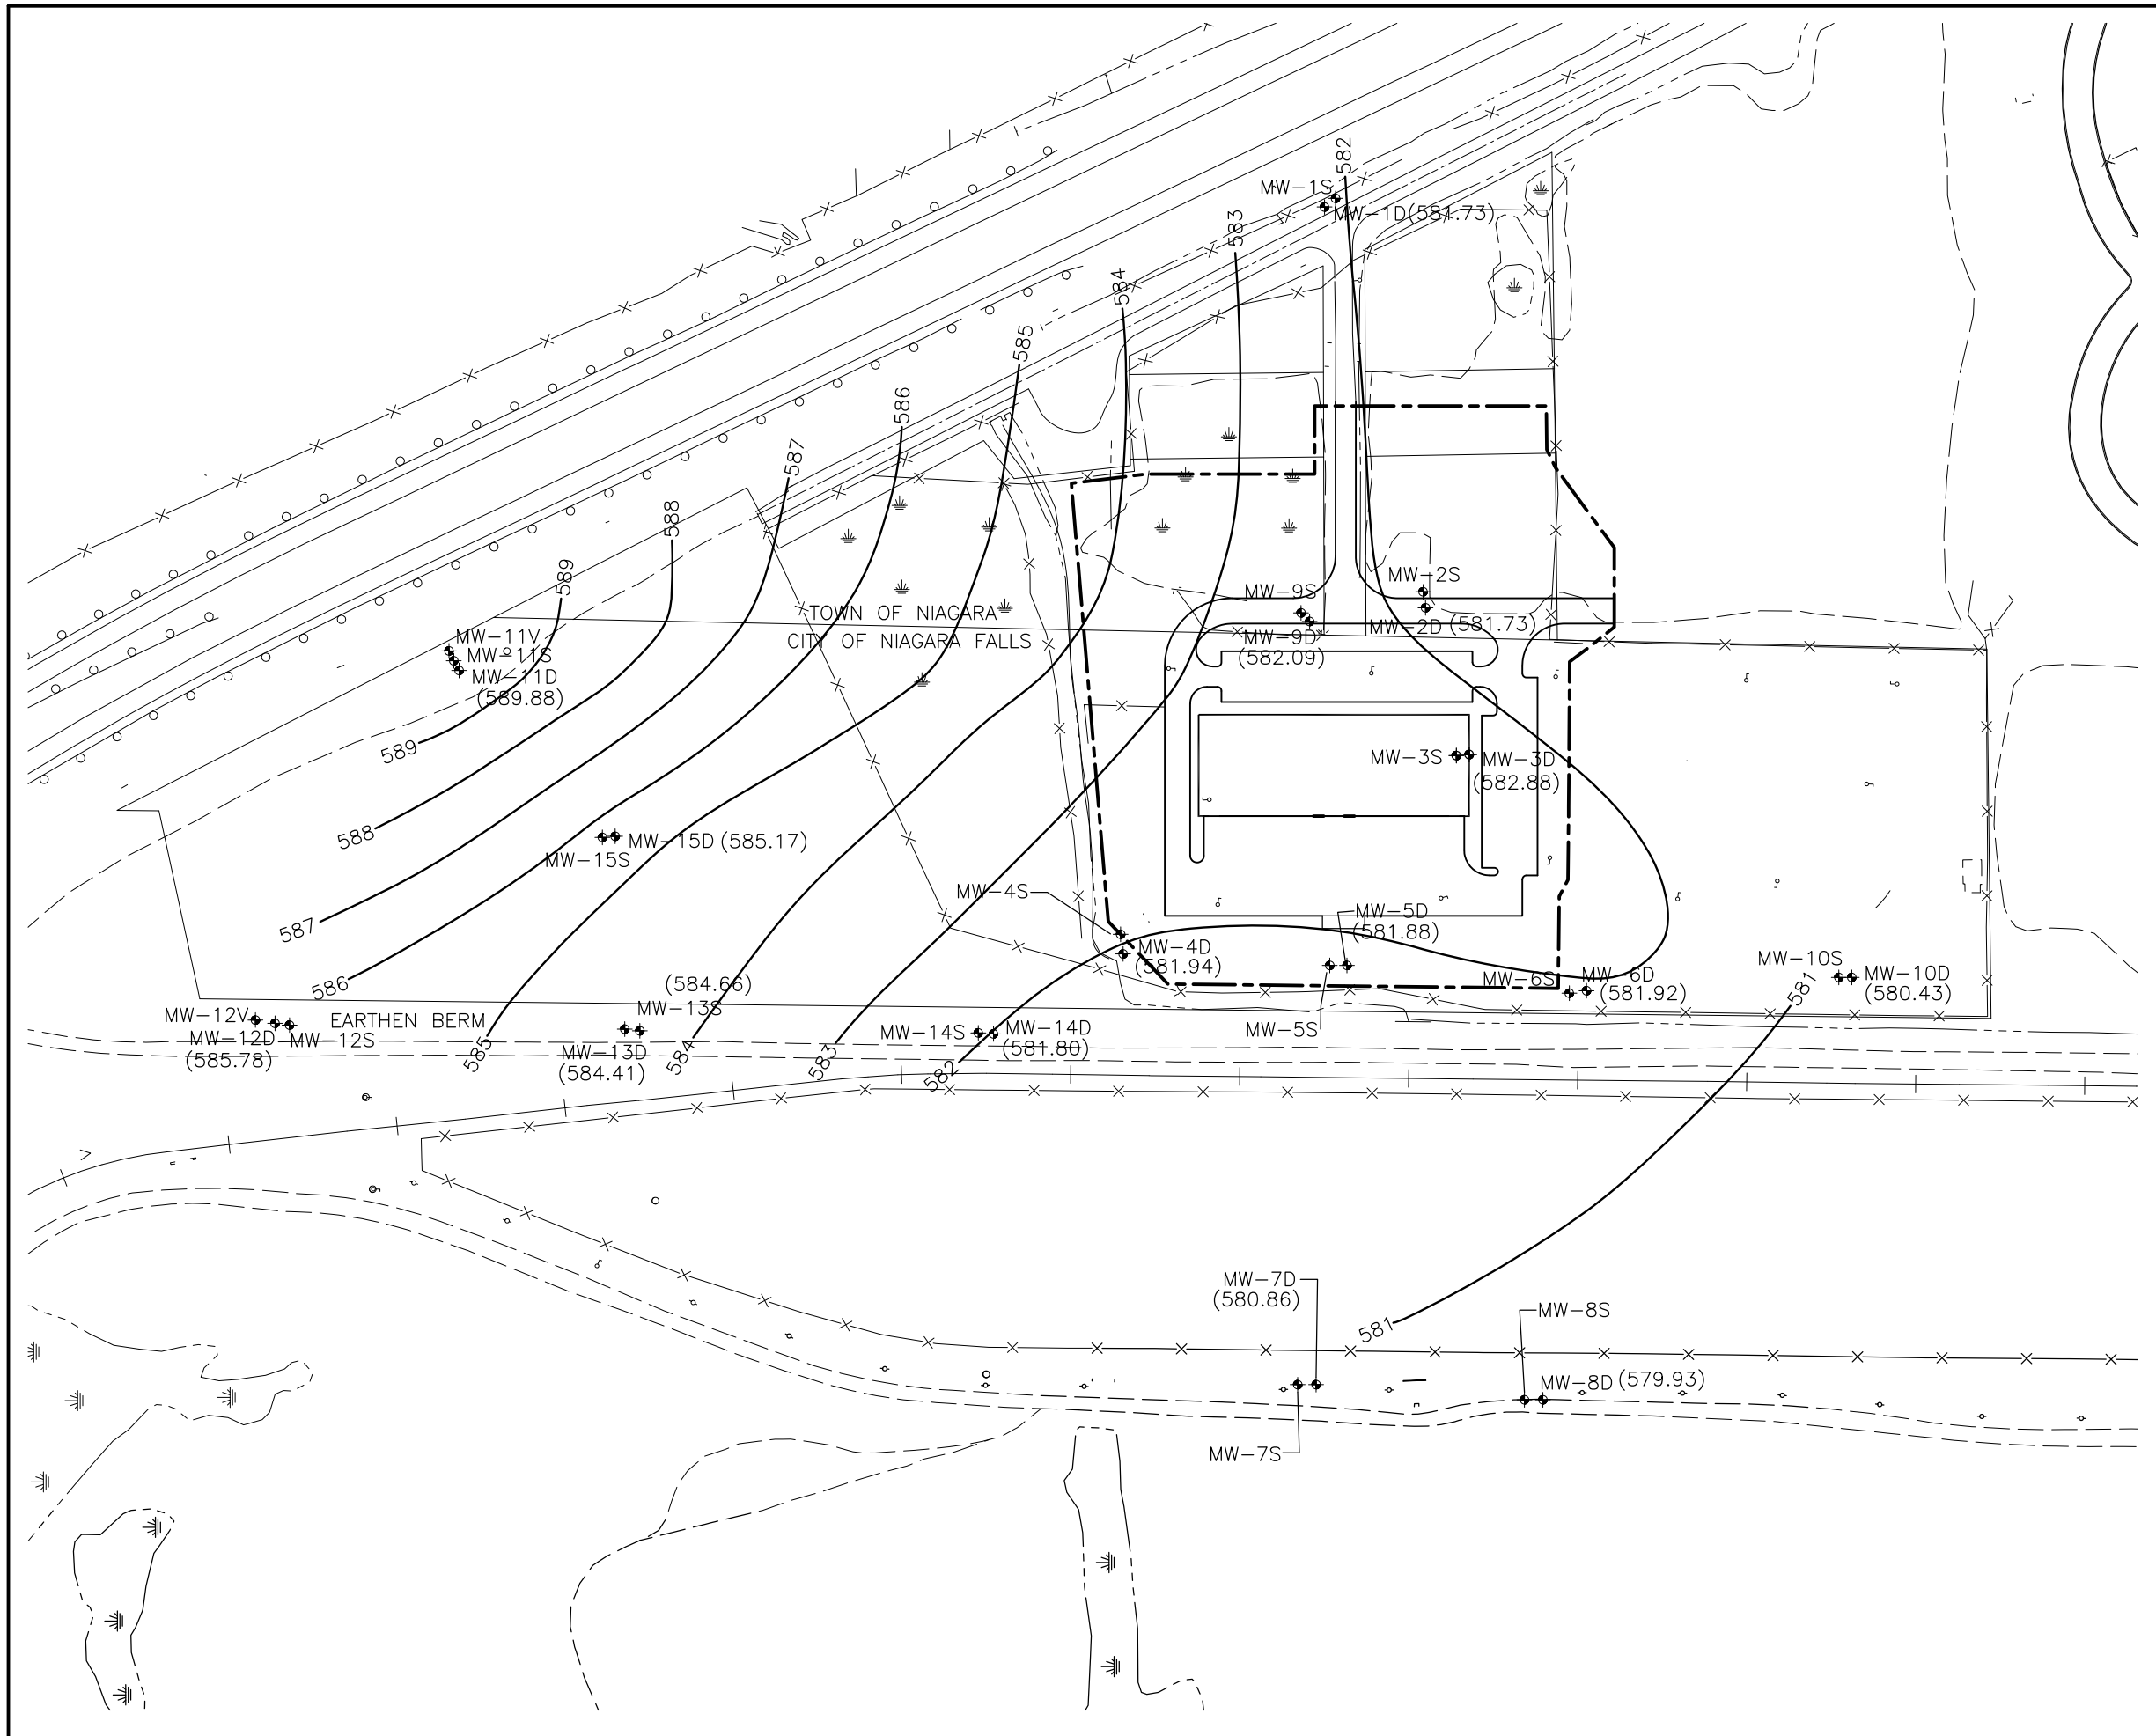 582
MW-1S
MW-1D(581.73)
583
584
585
586
587
588
589
MW-2S
MW-2D (581.73)
MW-9S
MW-9D
(582.09)
TOWN OF NIAGARA
CITY OF NIAGARA FALLS
MW-11V
MW-11S
MW-11D
(589.88)
589
MW-3S
MW-3D
(582.88)
588
MW-15D (585.17)
MW-15S
MW-4S
587
MW-5D
(581.88)
MW-4D
(581.94)
586
(584.66)
MW-13S
MW-6S
MW-6D
(581.92)
MW-10S
MW-10D
(580.43)
581
MW-12V
EARTHEN BERM
MW-12D
(585.78)
MW-12S
585
MW-13D
(584.41)
584
583
MW-14S
MW-14D
(581.80)
582
MW-5S
MW-7D
(580.86)
MW-8S
581
MW-8D (579.93)
MW-7S